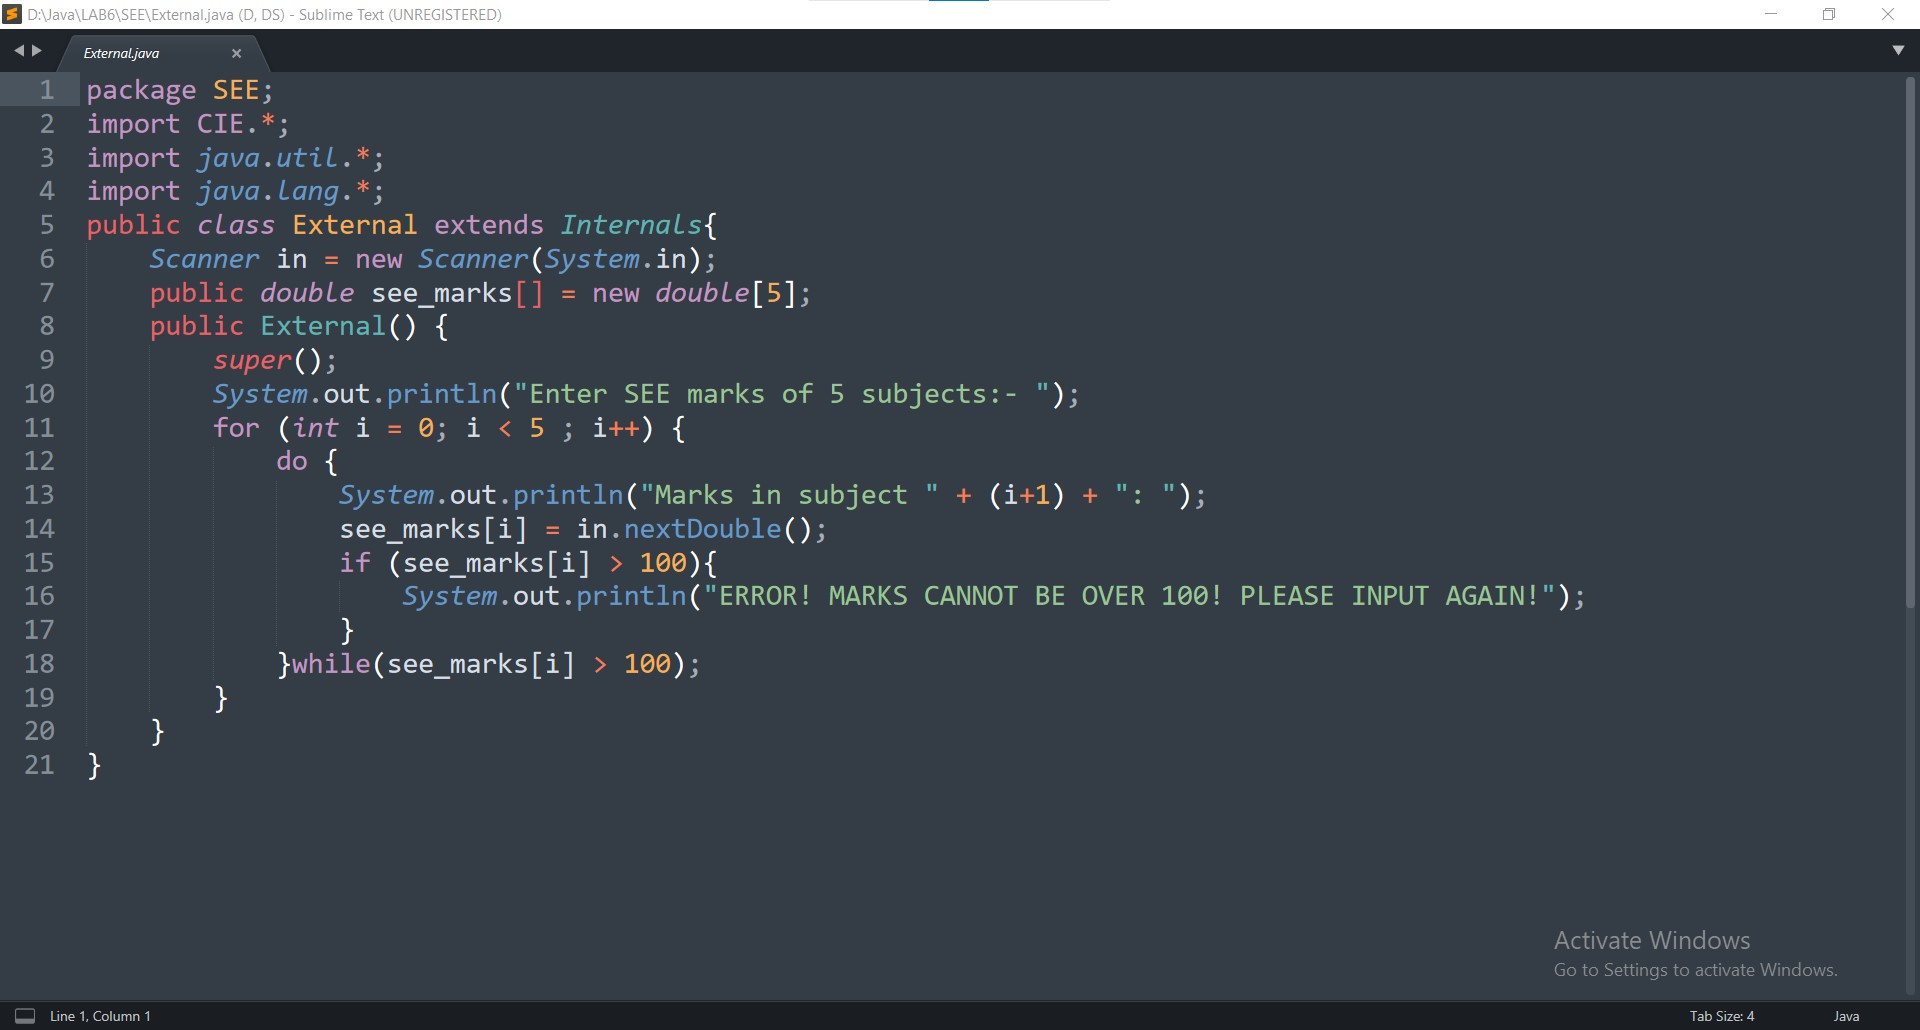 D:\Java\LAB6\SEE\External.java (D, DS) - Sublime Text (UNREGISTERED)
External.java
1 package SEE;
2 import CIE.*;
3 import java.util.*;
4 import java.lang.*;
5 public class External extends Internals{
6     Scanner in = new Scanner(System.in);
7     public double see_marks[] = new double[5];
8     public External() {
9         super();
10         System.out.println("Enter SEE marks of 5 subjects:- ");
11         for (int i = 0; i < 5 ; i++) {
12             do {
13                 System.out.println("Marks in subject " + (i+1) + ": ");
14                 see_marks[i] = in.nextDouble();
15                 if (see_marks[i] > 100){
16                     System.out.println("ERROR! MARKS CANNOT BE OVER 100! PLEASE INPUT AGAIN!");
17                 }
18             }while(see_marks[i] > 100);
19         }
20     }
21 }
Activate Windows
Go to Settings to activate Windows.
Line 1, Column 1
Tab Size: 4
Java